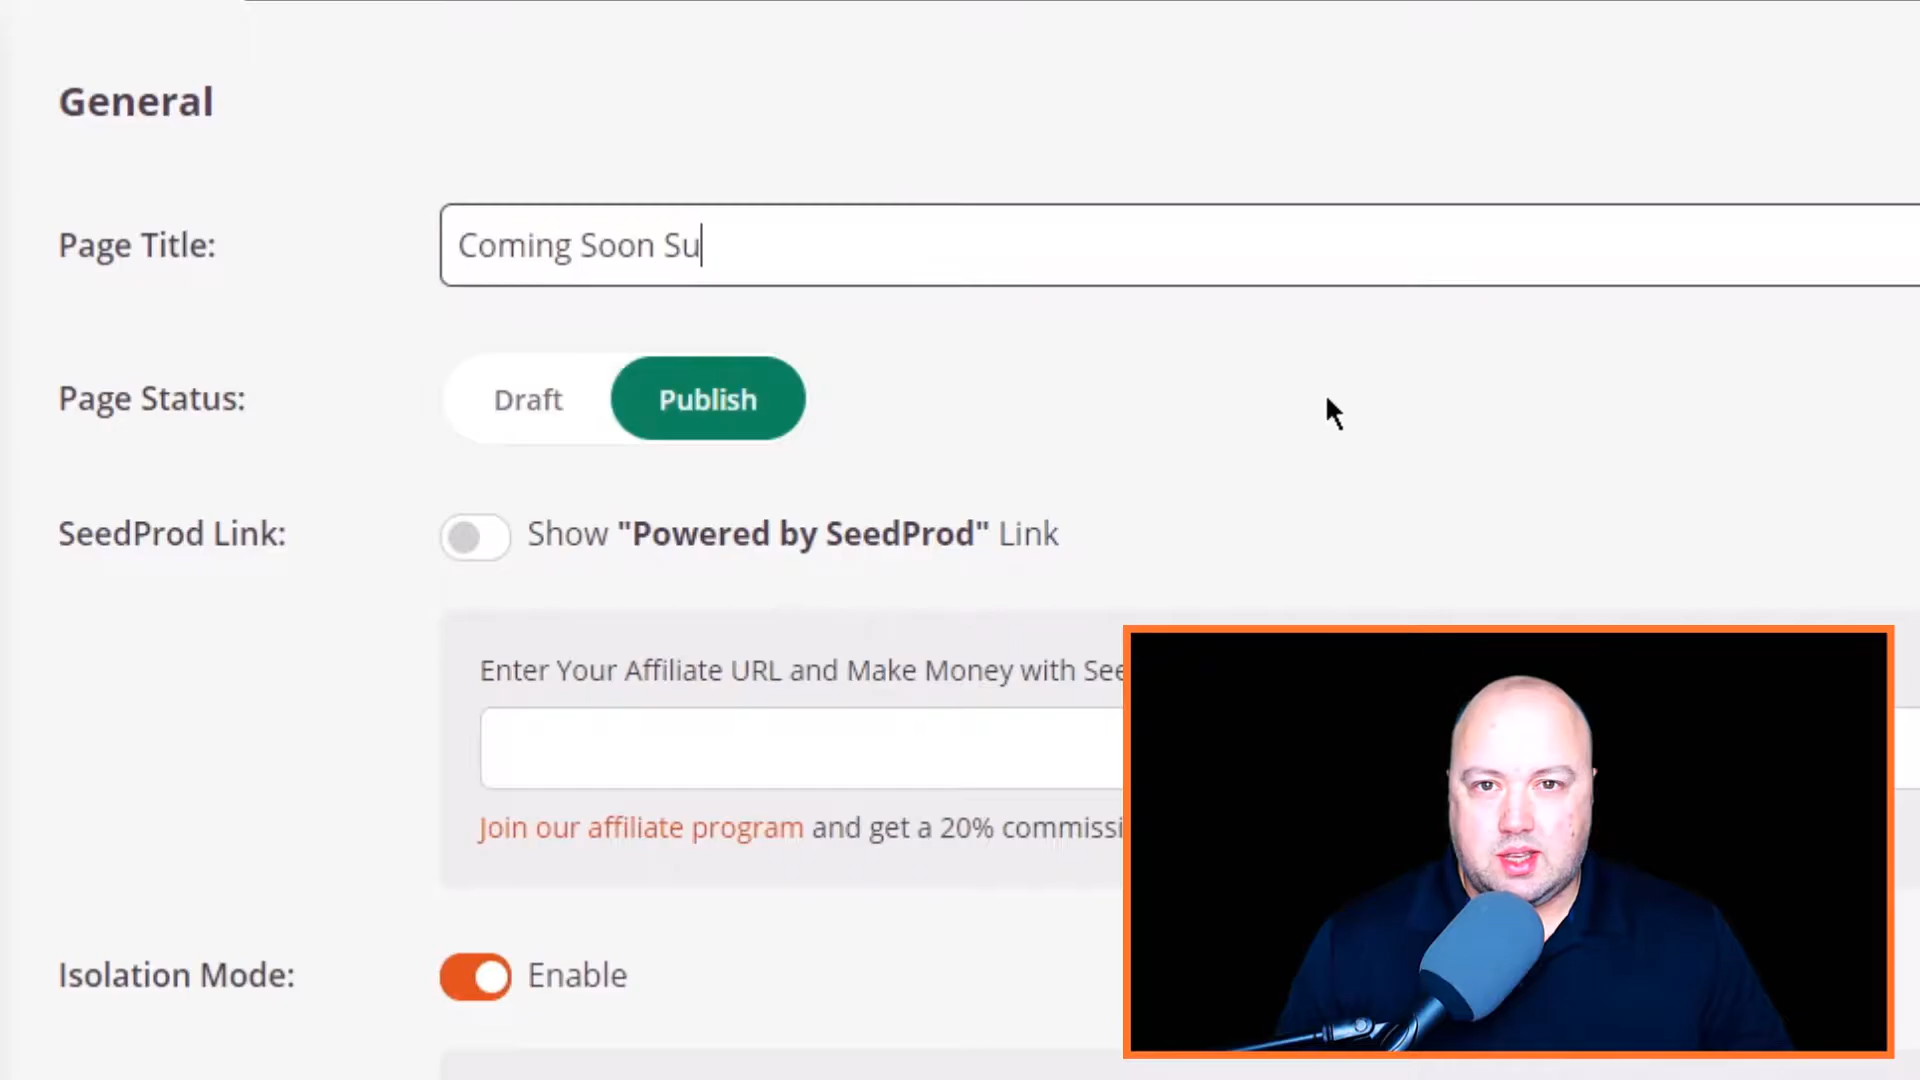 General
Page Title:
Coming Soon Su
Page Status:
Draft
Publish
SeedProd Link:
Show "Powered by SeedProd" Link
Enter Your Affiliate URL and Make Money with See
Join our affiliate program and get a 20% commissi
Isolation Mode:
Enable